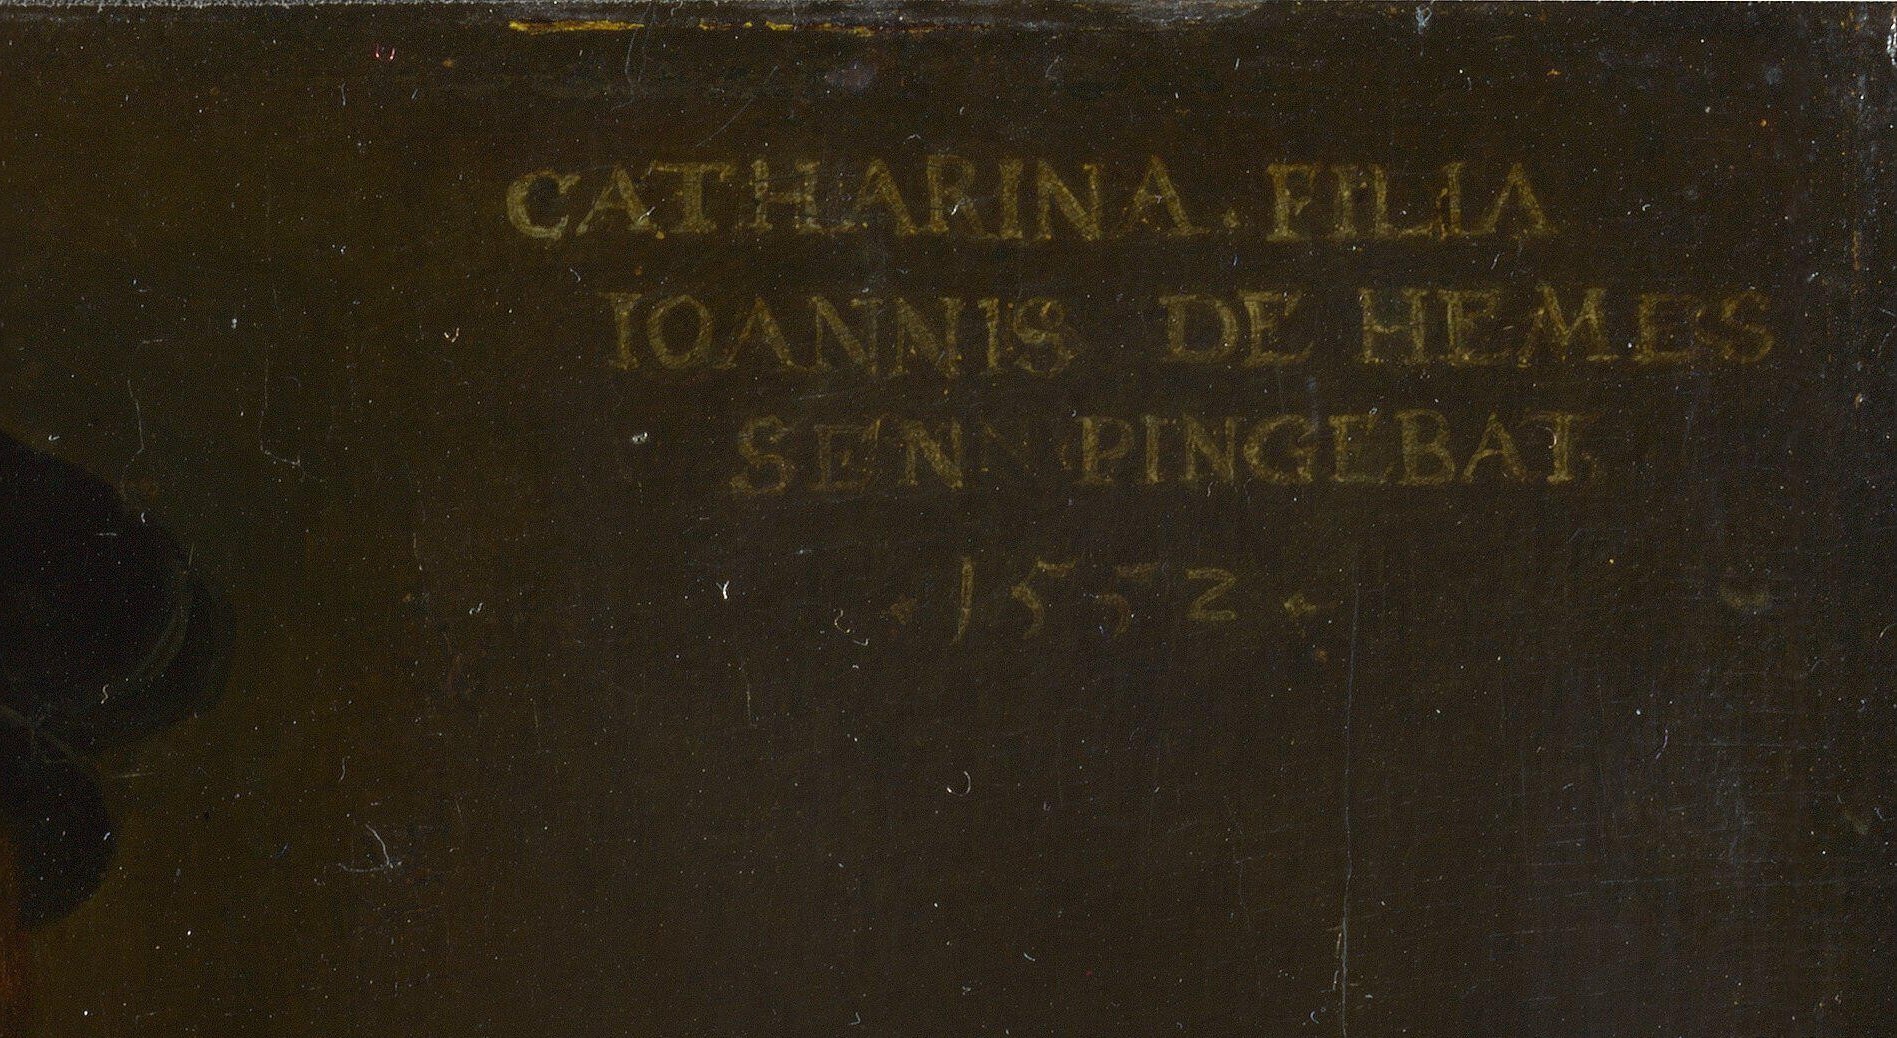 CATHARINA · FILIA
IOANNIS DE HEMES
SEN PINGEBAT
· 1552 ·